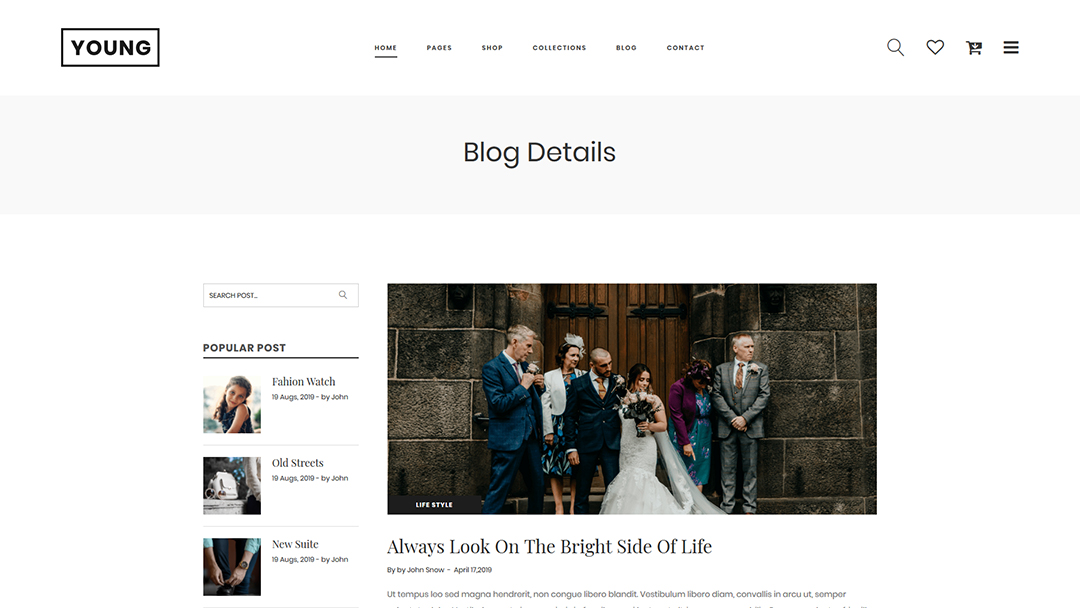 YOUNG
HOME
PAGES
SHOP
COLLECTIONS
BLOG
CONTACT
Blog Details
SEARCH POST...
POPULAR POST
Fahion Watch
19 Augs, 2019 - by John
Old Streets
19 Augs, 2019 - by John
New Suite
19 Augs, 2019 - by John
LIFE STYLE
Always Look On The Bright Side Of Life
By by John Snow - April 17,2019
Ut tempus leo sed magna hendrerit, non congue libero blandit. Vestibulum libero diam, convallis in arcu ut, semper